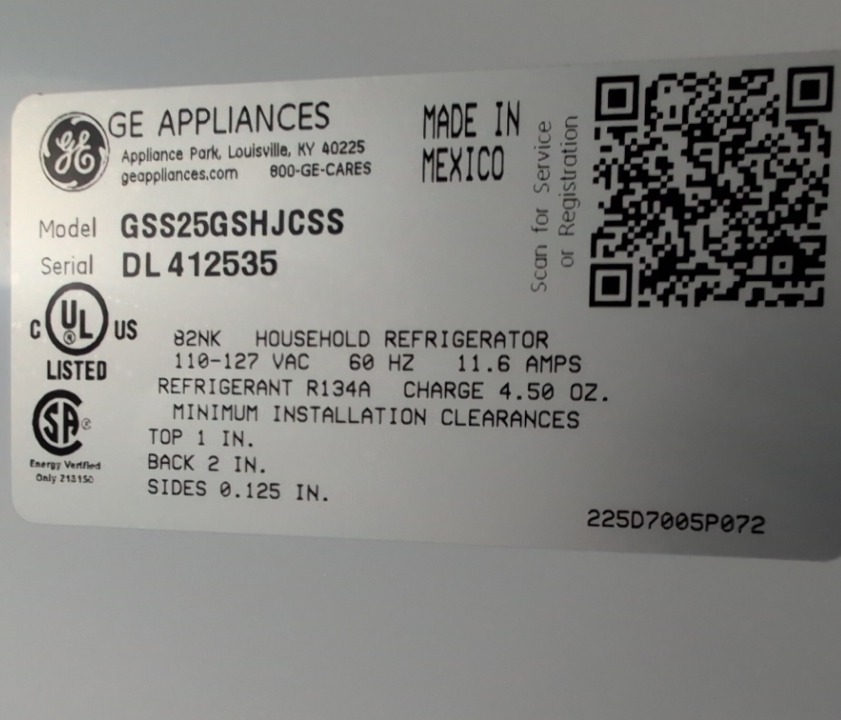 GE APPLIANCES
Appliance Park, Louisville, KY 40225
geappliances.com 800-GE-CARES
MADE IN
MEXICO
Scan for Service
or Registration
Model GSS25GSHJCSS
Serial DL 412535
C UL US
LISTED
SA
Energy Verified
Only 213150
82NK HOUSEHOLD REFRIGERATOR
110-127 VAC 60 HZ 11.6 AMPS
REFRIGERANT R134A CHARGE 4.50 OZ.
MINIMUM INSTALLATION CLEARANCES
TOP 1 IN.
BACK 2 IN.
SIDES 0.125 IN.
225D7005P072